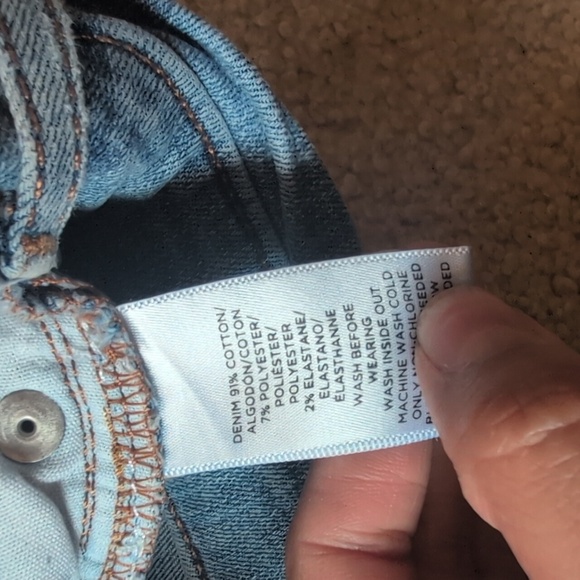 DENIM 91% COTTON/
ALGODÓN/COTON
7% POLYESTER/
POLIÉSTER/
POLYESTER
2% ELASTANE/
ELASTANO/
ÉLASTHANNE
WASH BEFORE
WEARING
WASH INSIDE OUT
MACHINE WASH COLD
ONLY